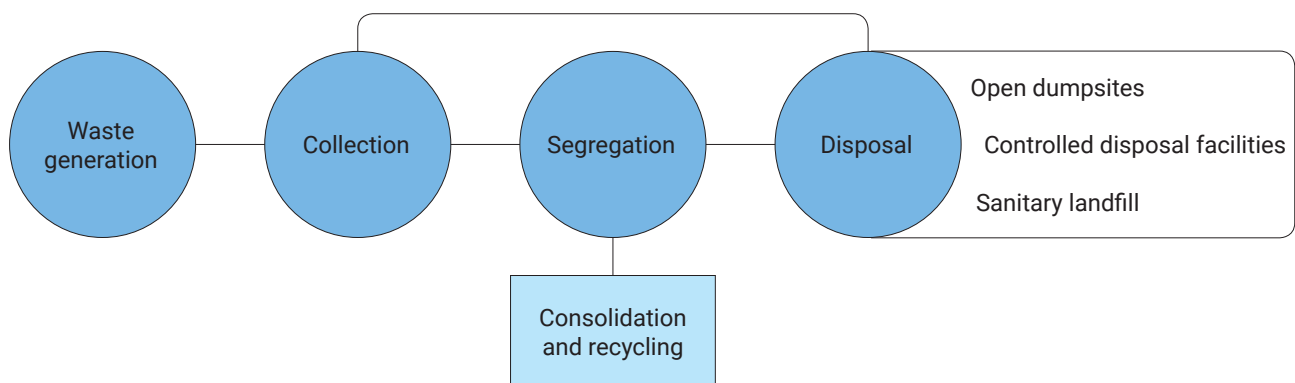 Waste
generation
Collection
Segregation
Disposal
Open dumpsites
Controlled disposal facilities
Sanitary landfill
Consolidation
and recycling